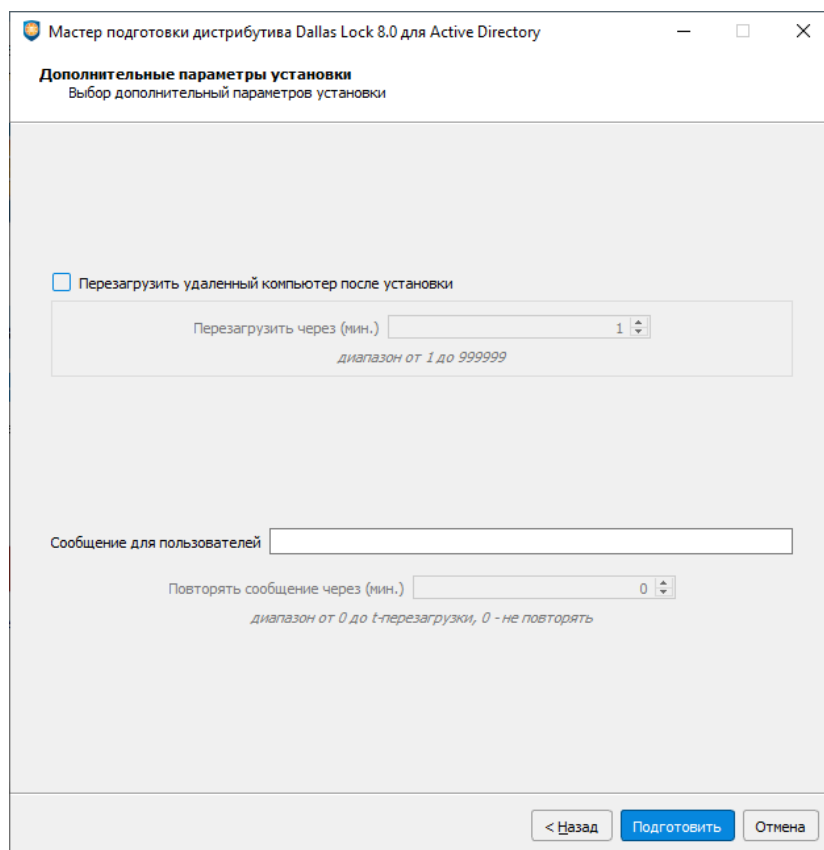 Мастер подготовки дистрибутива Dallas Lock 8.0 для Active Directory
Дополнительные параметры установки
Выбор дополнительный параметров установки
Перезагрузить удаленный компьютер после установки
Перезагрузить через (мин.) 1
диапазон от 1 до 999999
Сообщение для пользователей
Повторять сообщение через (мин.) 0
диапазон от 0 до t-перезагрузки, 0 - не повторять
< Назад Подготовить Отмена